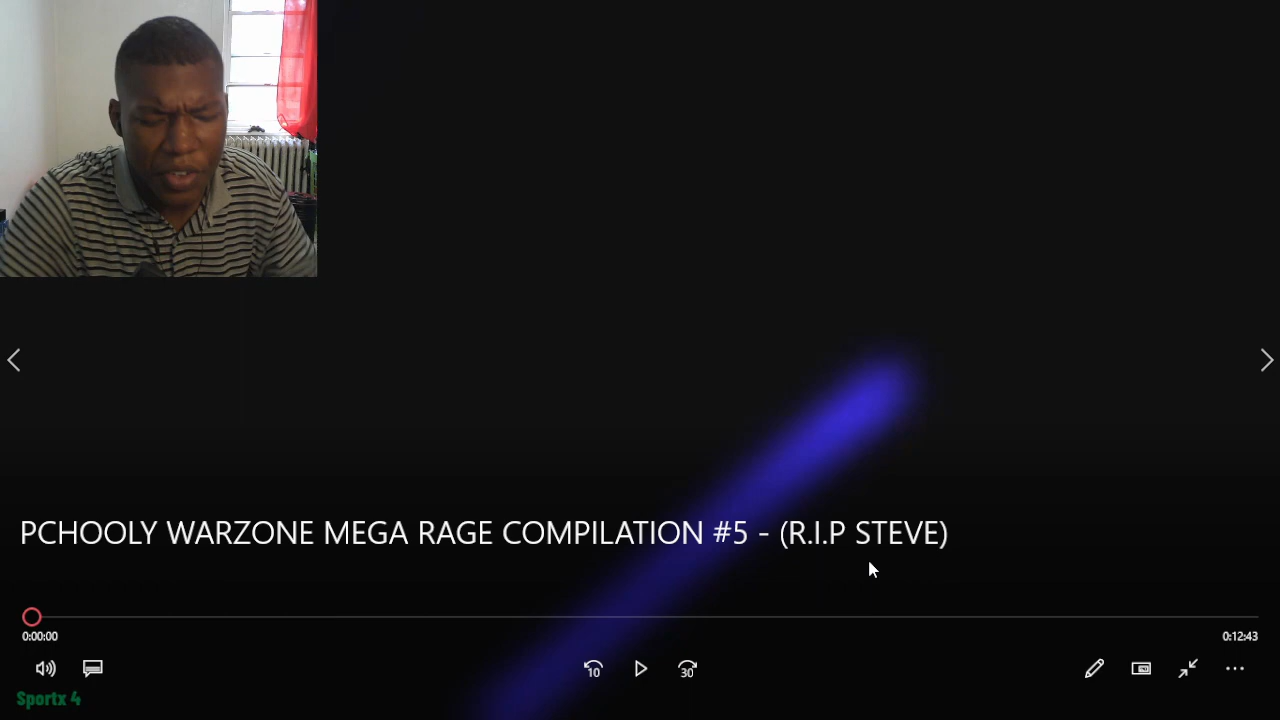 PCHOOLY WARZONE MEGA RAGE COMPILATION #5 - (R.I.P STEVE)
0:00:00
0:12:43
10
30
Sportx 4